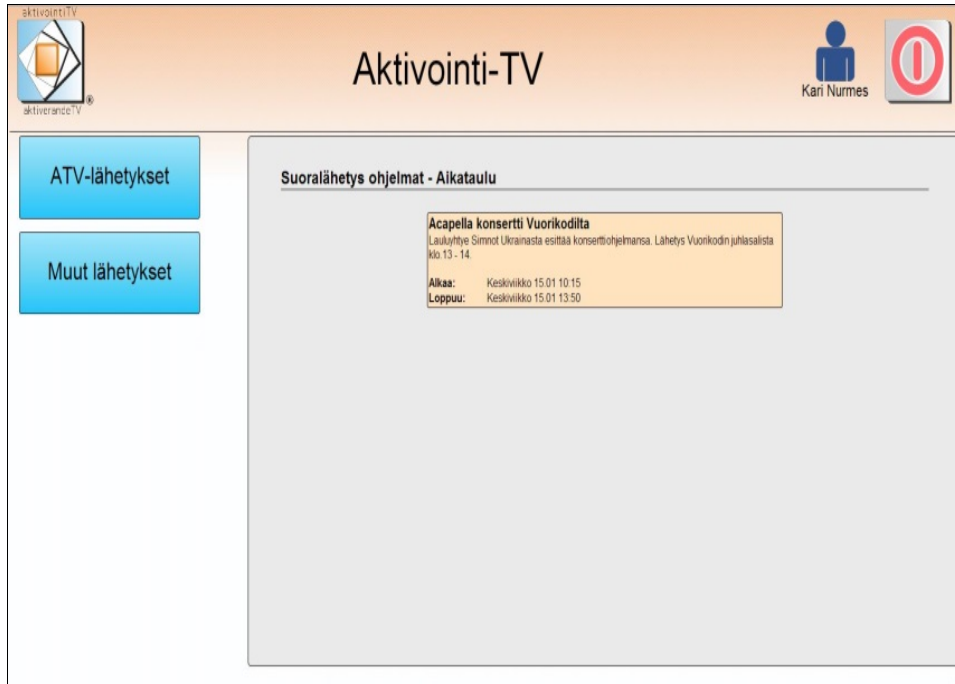 aktivointiTV
aktiverandeTV ®
Aktivointi-TV
Kari Nurmes
ATV-lähetykset
Muut lähetykset
Suoralähetys ohjelmat - Aikataulu
Acapella konsertti Vuorikodilta
Lauluyhtye Simnot Ukrainasta esittää konserttiohjelmansa. Lähetys Vuorikodin juhlasalista
klo.13 - 14.
Alkaa: Keskiviikko 15.01 10:15
Loppuu: Keskiviikko 15.01 13:50